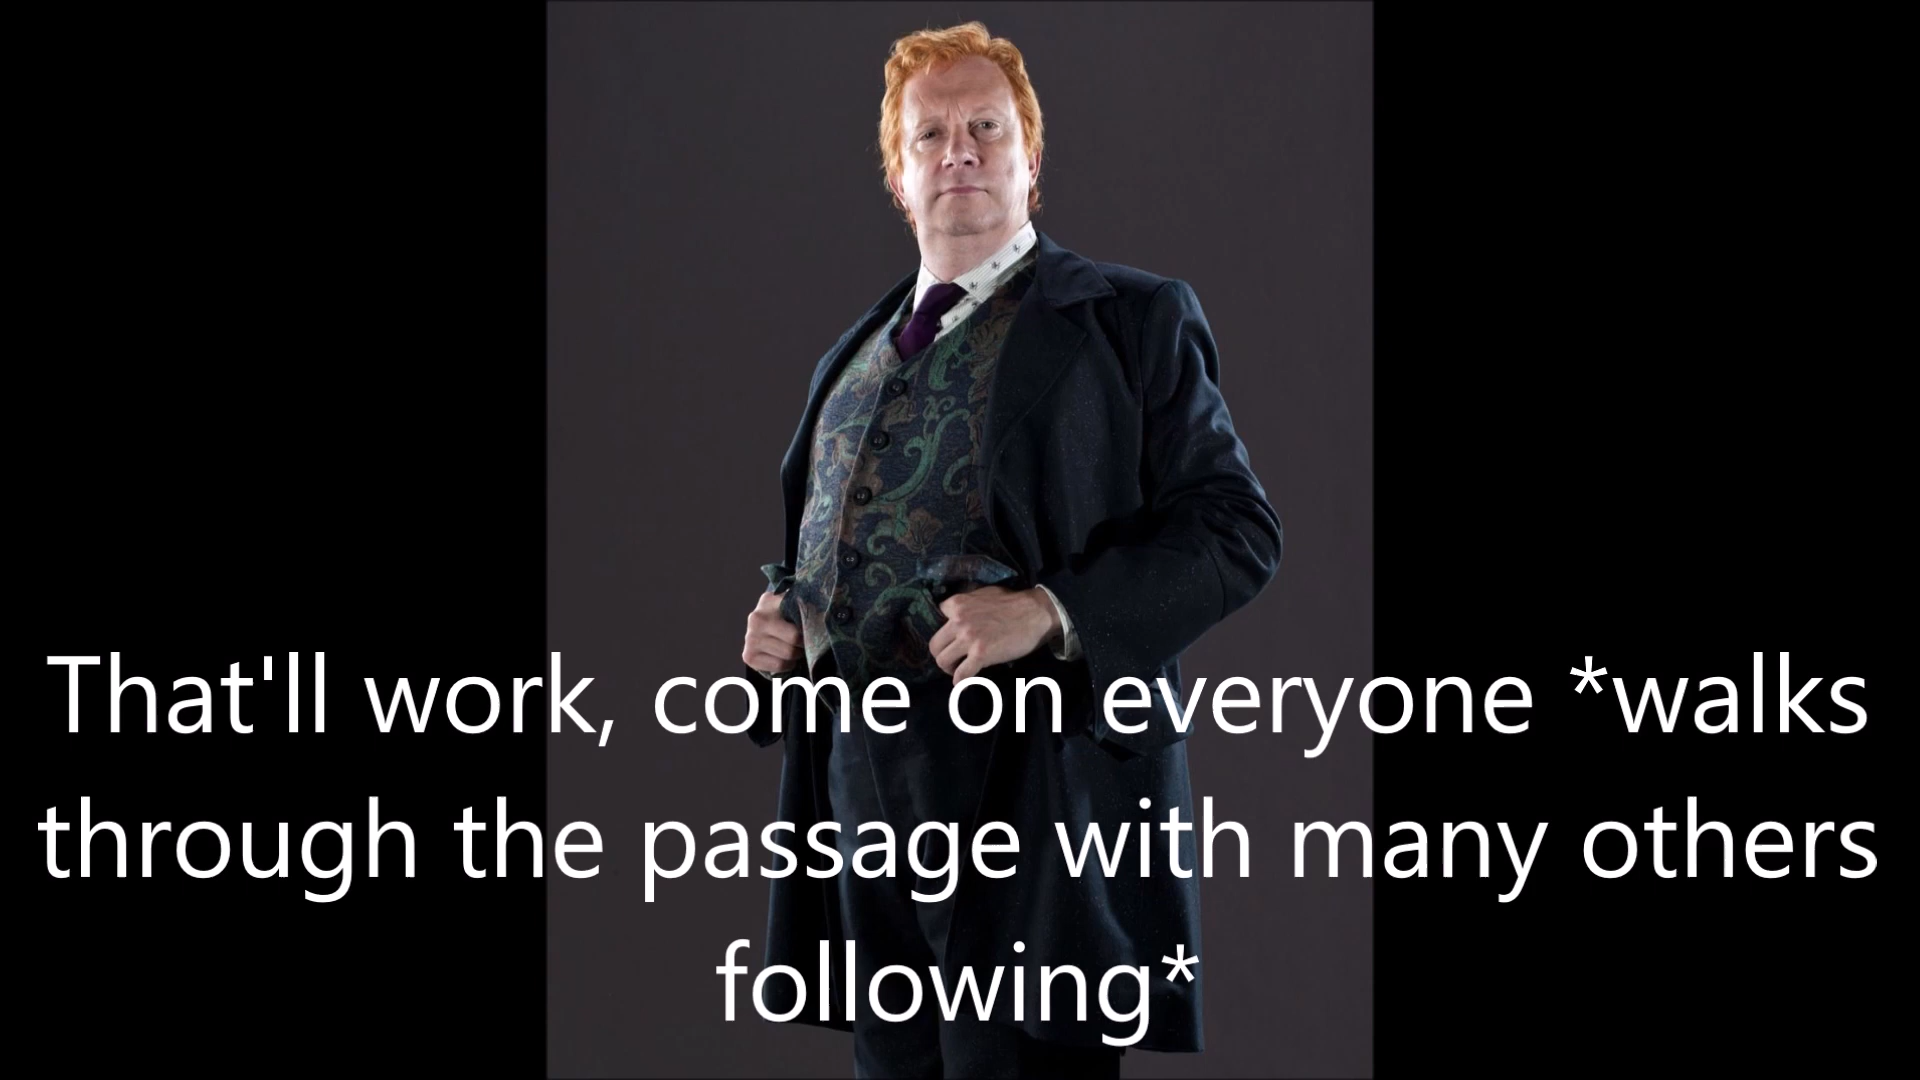 That'll work, come on everyone *walks
through the passage with many others
following*